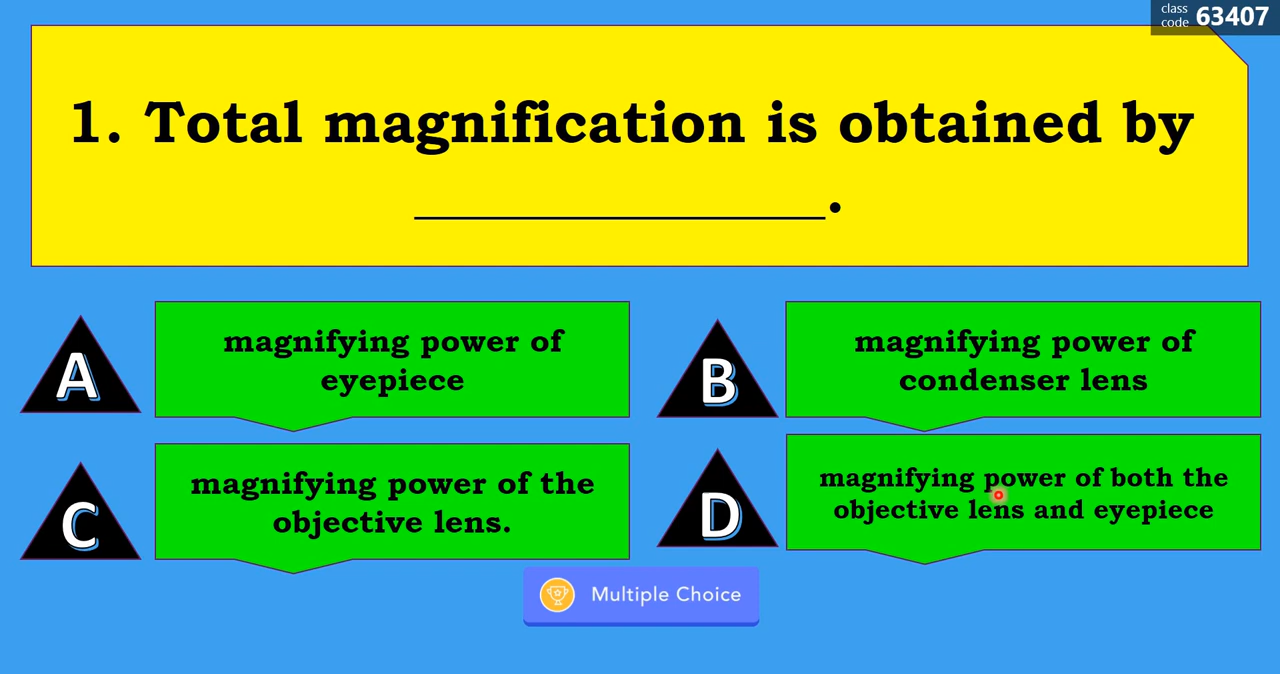 class
code 63407
1. Total magnification is obtained by
_______________.
A
magnifying power of
eyepiece
B
magnifying power of
condenser lens
C
magnifying power of the
objective lens.
D
magnifying power of both the
objective lens and eyepiece
Multiple Choice